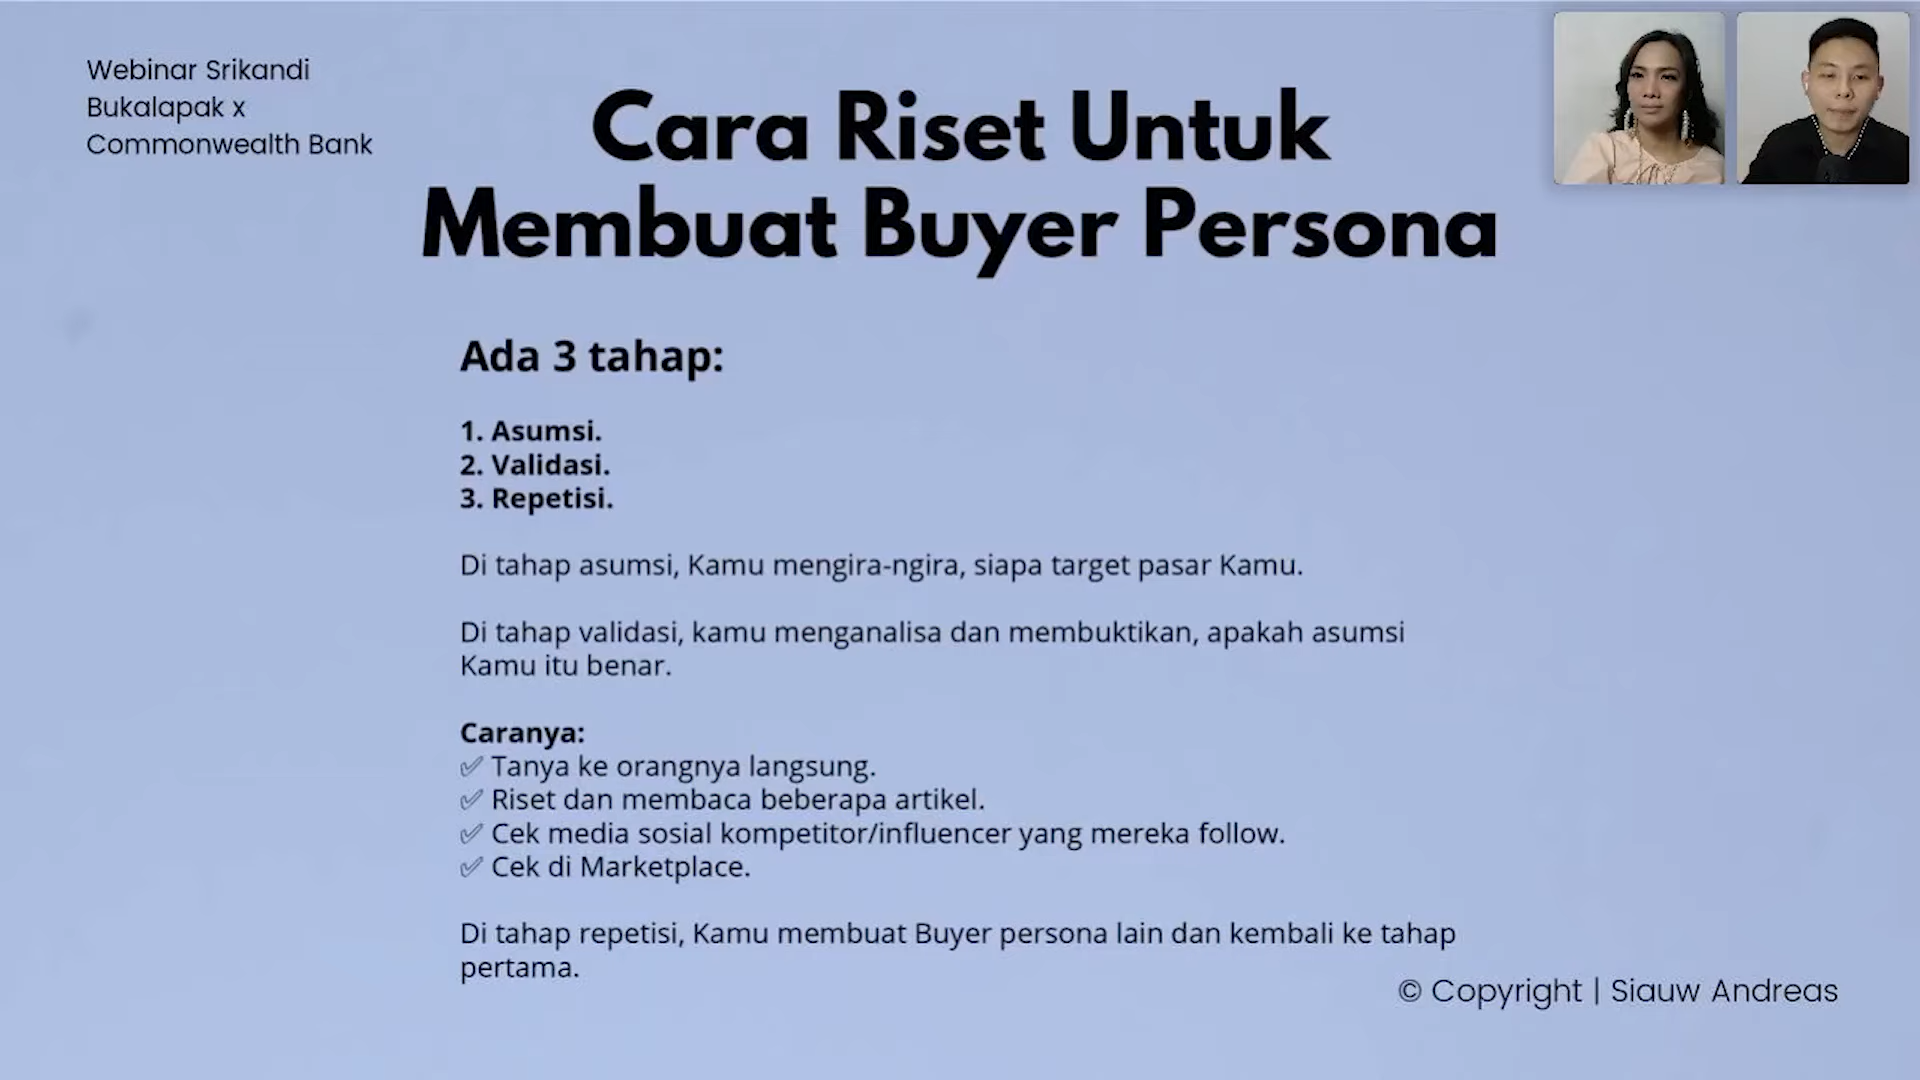 Webinar Srikandi
Bukalapak x
Commonwealth Bank
Cara Riset Untuk
Membuat Buyer Persona
Ada 3 tahap:
1. Asumsi.
2. Validasi.
3. Repetisi.
Di tahap asumsi, Kamu mengira-ngira, siapa target pasar Kamu.
Di tahap validasi, kamu menganalisa dan membuktikan, apakah asumsi
Kamu itu benar.
Caranya:
✅ Tanya ke orangnya langsung.
✅ Riset dan membaca beberapa artikel.
✅ Cek media sosial kompetitor/influencer yang mereka follow.
✅ Cek di Marketplace.
Di tahap repetisi, Kamu membuat Buyer persona lain dan kembali ke tahap
pertama.
© Copyright | Siauw Andreas